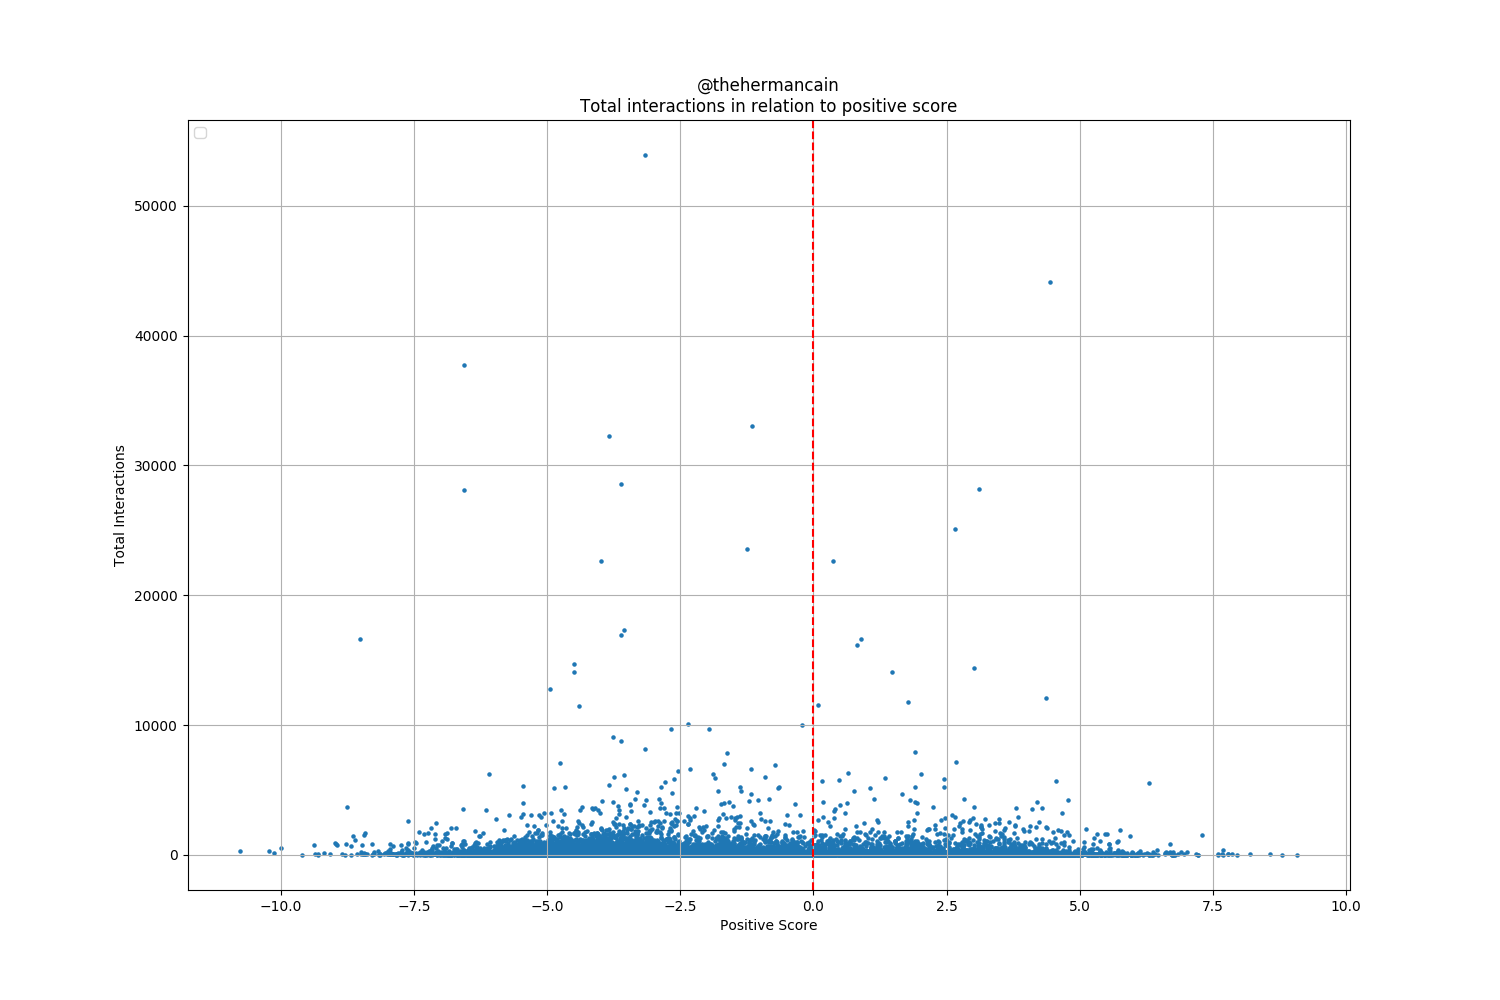 @thehermancain
Total interactions in relation to positive score
50000
40000
30000
20000
10000
0
Total Interactions
−10.0 −7.5 −5.0 −2.5 0.0 2.5 5.0 7.5 10.0
Positive Score